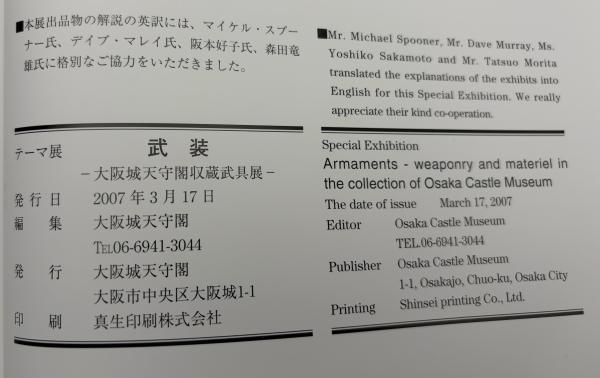 ■本展出品物の解説の英訳には、マイケル・スプー
ナー氏、デイブ・マレイ氏、阪本好子氏、森田竜
雄氏に格別なご協力をいただきました。
テーマ展 武装
−大阪城天守閣収蔵武具展−
発行日 2007年3月17日
編集 大阪城天守閣
TEL06-6941-3044
発行 大阪城天守閣
大阪市中央区大阪城1-1
印刷 真生印刷株式会社
■Mr. Michael Spooner, Mr. Dave Murray, Ms.
Yoshiko Sakamoto and Mr. Tatsuo Morita
translated the explanations of the exhibits into
English for this Special Exhibition. We really
appreciate their kind co-operation.
Special Exhibition
Armaments - weaponry and materiel in
the collection of Osaka Castle Museum
The date of issue March 17, 2007
Editor Osaka Castle Museum
TEL.06-6941-3044
Publisher Osaka Castle Museum
1-1, Osakajo, Chuo-ku, Osaka City
Printing Shinsei printing Co., Ltd.